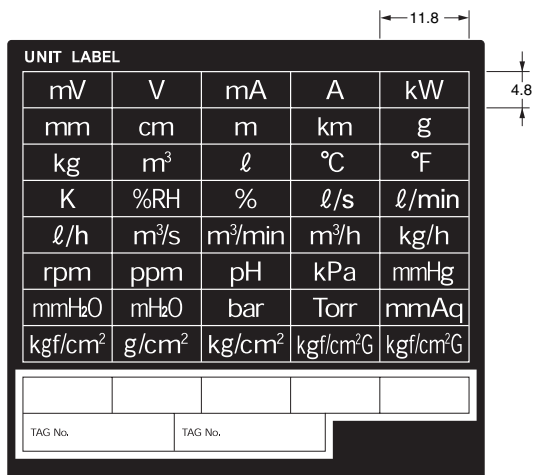 11.8
UNIT LABEL
4.8
mV V mA A kW
mm cm m km g
kg m³ ℓ ℃ ℉
K %RH % ℓ/s ℓ/min
ℓ/h m³/s m³/min m³/h kg/h
rpm ppm pH kPa mmHg
mmH₂O mH₂O bar Torr mmAq
kgf/cm² g/cm² kg/cm² kgf/cm²G kgf/cm²G
TAG No. TAG No.